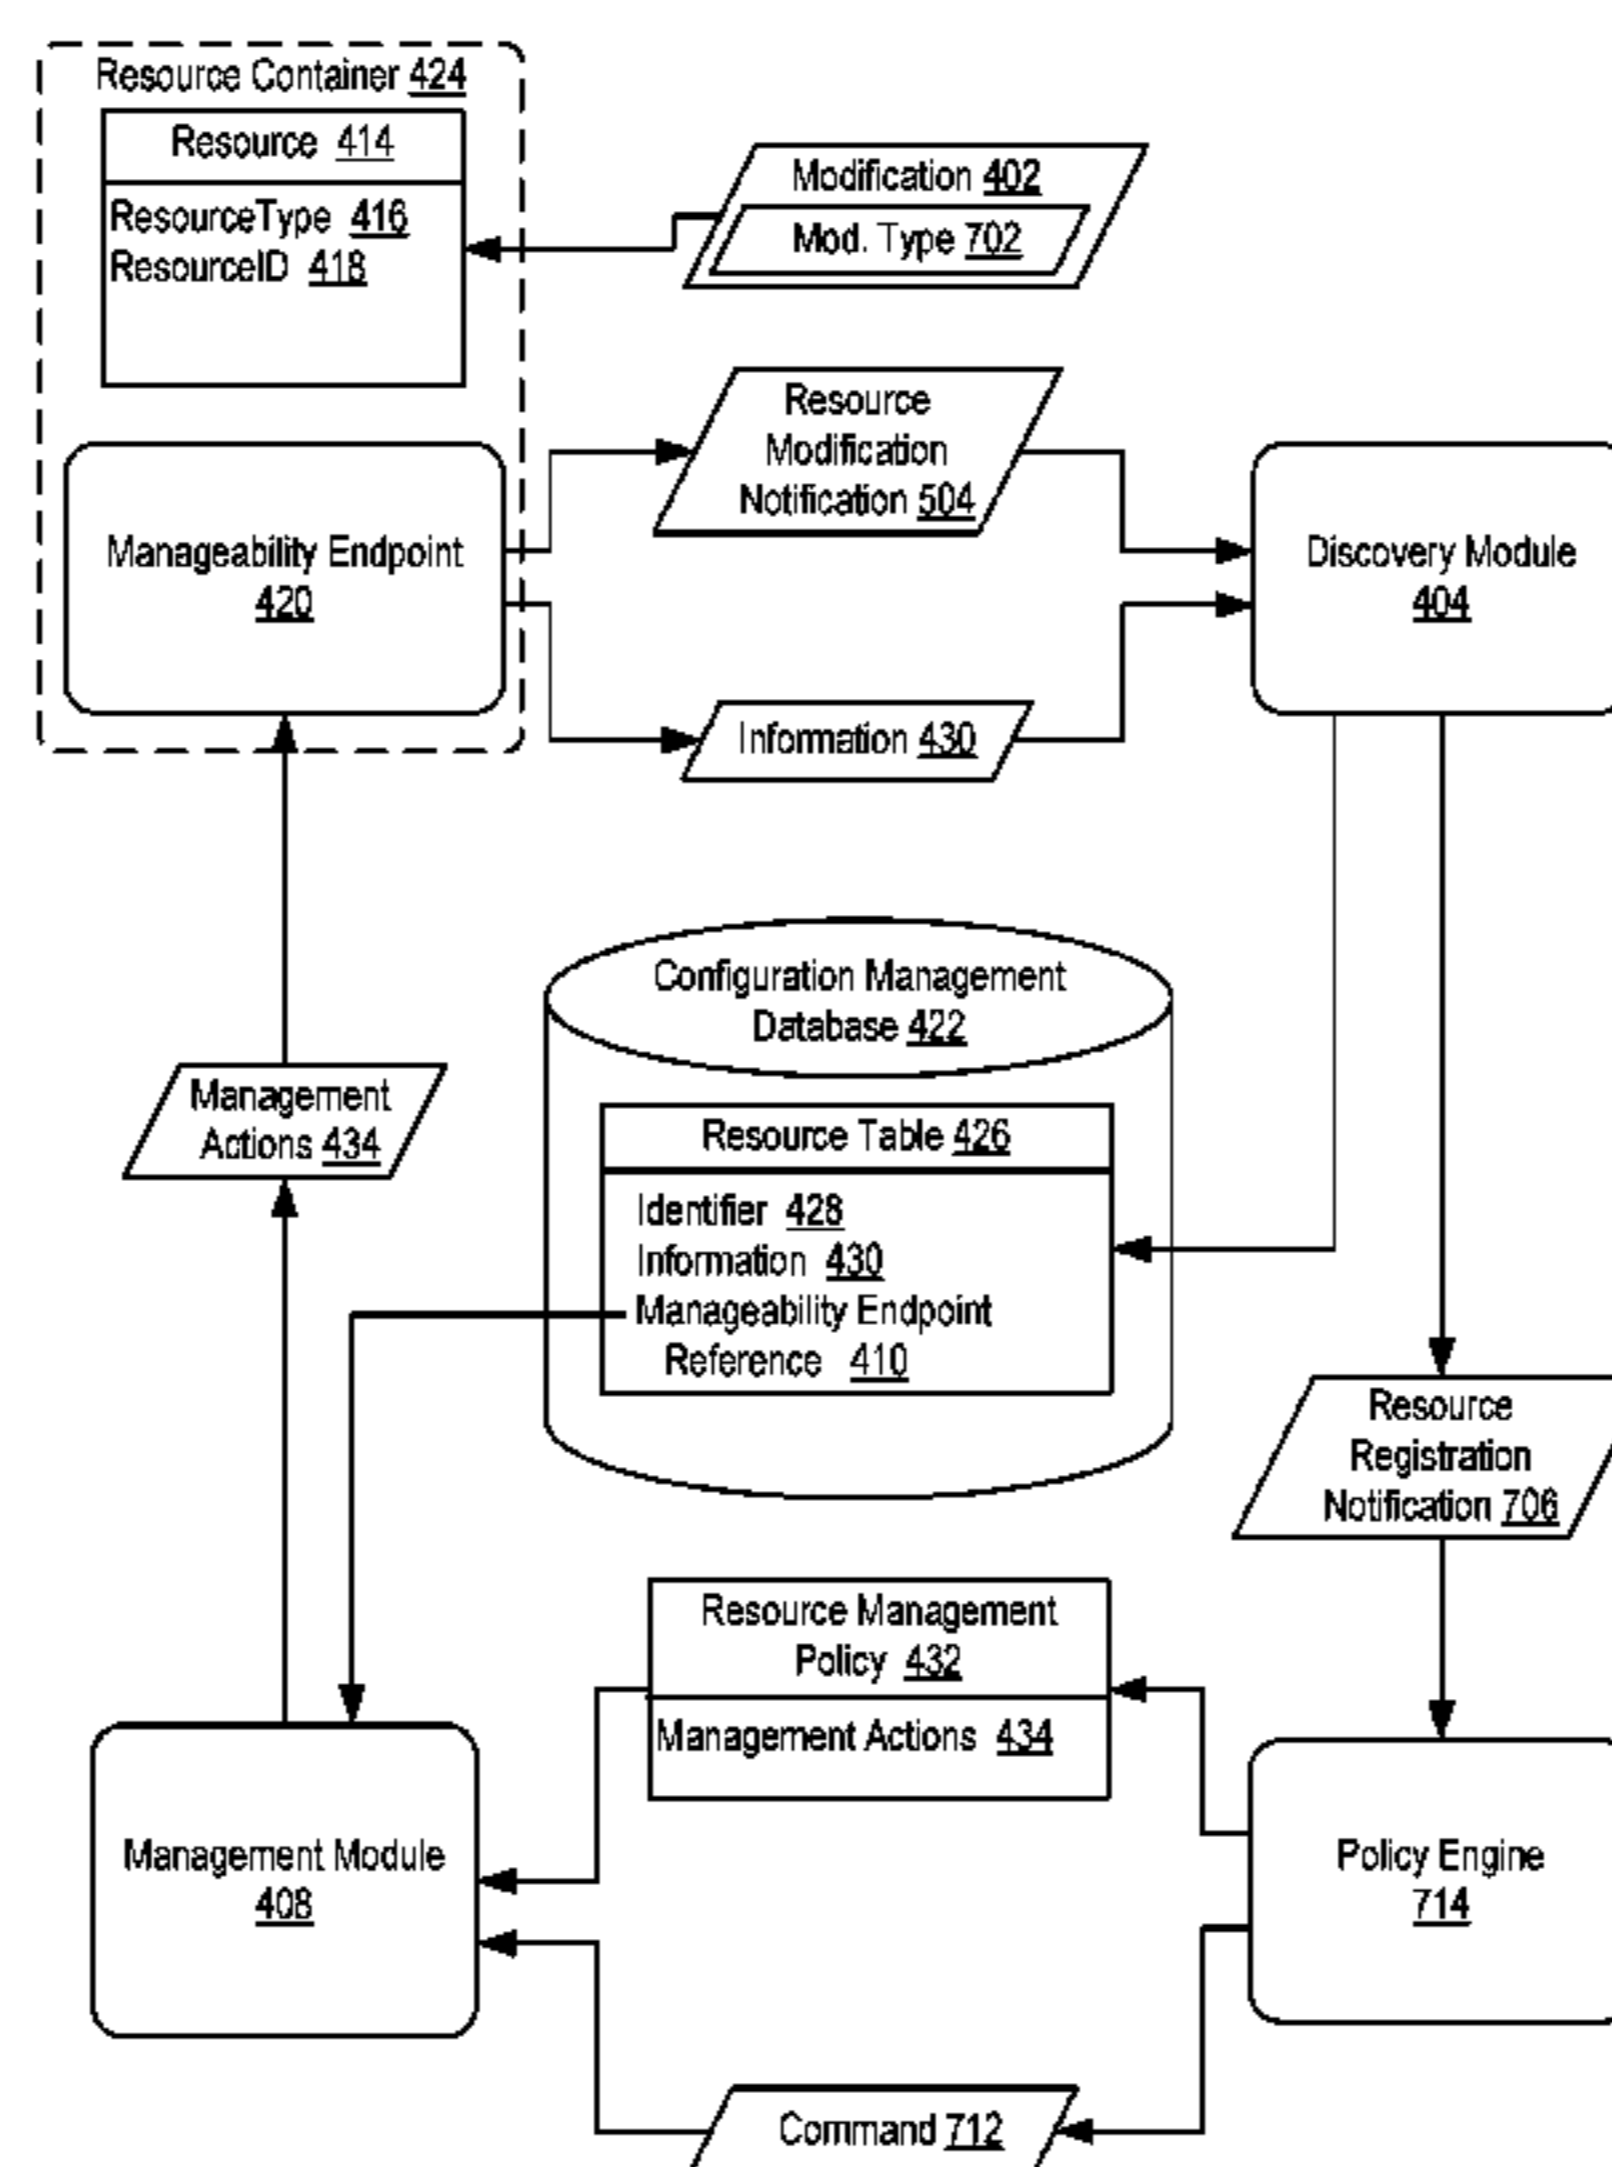 Resource Container 424
Resource 414
ResourceType 416
ResourceID 418
Modification 402
Mod. Type 702
Resource
Modification
Notification 504
Manageability Endpoint
420
Discovery Module
404
Information 430
Configuration Management
Database 422
Management
Actions 434
Resource Table 426
Identifier 428
Information 430
Manageability Endpoint
Reference 410
Resource
Registration
Notification 706
Resource Management
Policy 432
Management Actions 434
Management Module
408
Policy Engine
714
Command 712